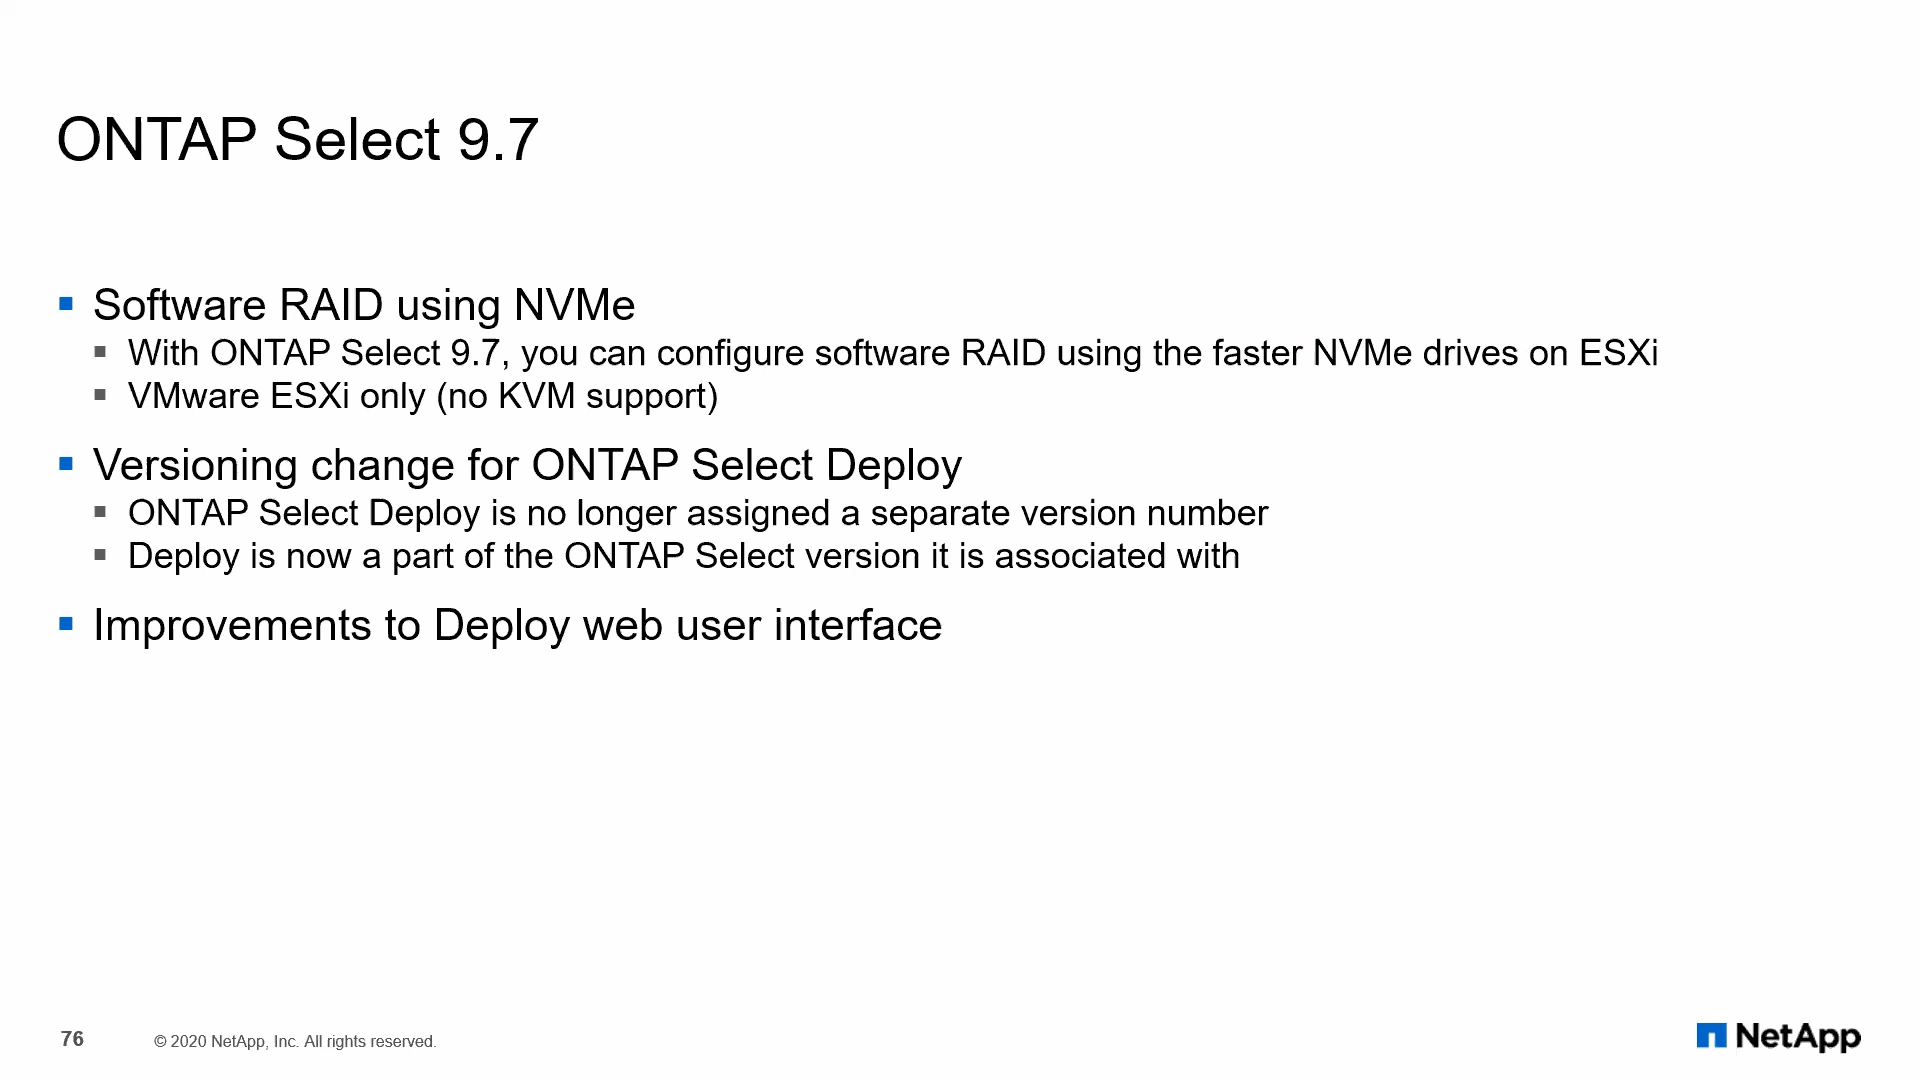 ONTAP Select 9.7
Software RAID using NVMe
With ONTAP Select 9.7, you can configure software RAID using the faster NVMe drives on ESXi
VMware ESXi only (no KVM support)
Versioning change for ONTAP Select Deploy
ONTAP Select Deploy is no longer assigned a separate version number
Deploy is now a part of the ONTAP Select version it is associated with
Improvements to Deploy web user interface
76 © 2020 NetApp, Inc. All rights reserved.
NetApp